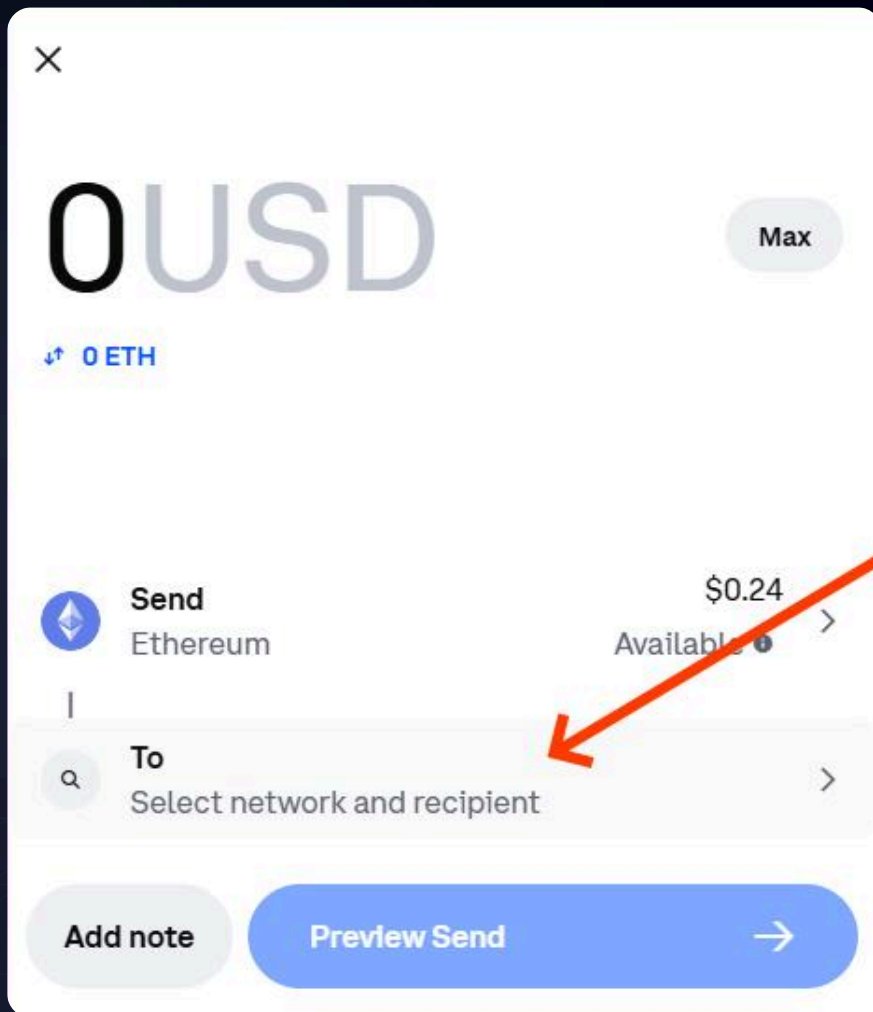 0USD
Max
0 ETH
Send
$0.24
Ethereum
Available
To
Select network and recipient
Add note
Preview Send